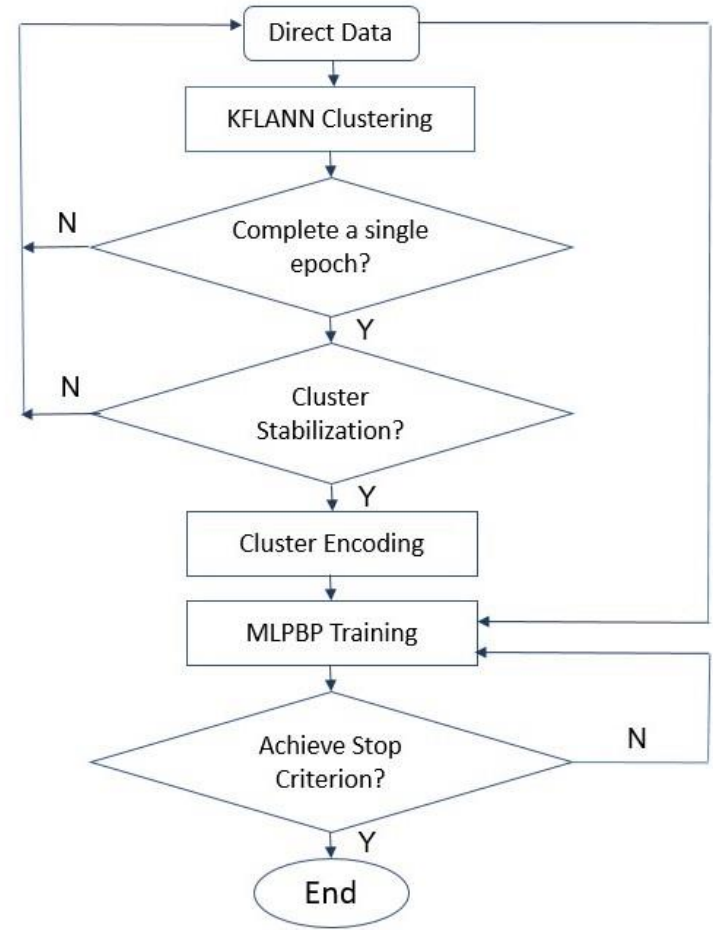 Direct Data
KFLANN Clustering
N
Complete a single
epoch?
Y
N
Cluster
Stabilization?
Y
Cluster Encoding
MLPBP Training
Achieve Stop
Criterion?
N
Y
End